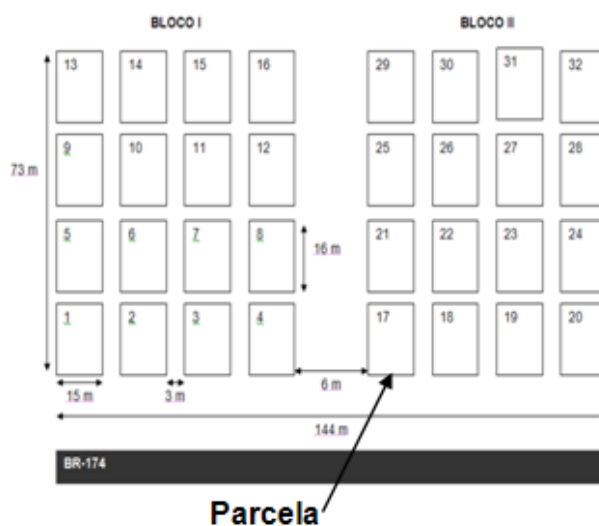 BLOCO I BLOCO II
13 14 15 16 29 30 31 32
9 10 11 12 25 26 27 28
73 m
5 6 7 8 21 22 23 24
16 m
1 2 3 4 17 18 19 20
15 m 3 m 6 m
144 m
BR-174
Parcela